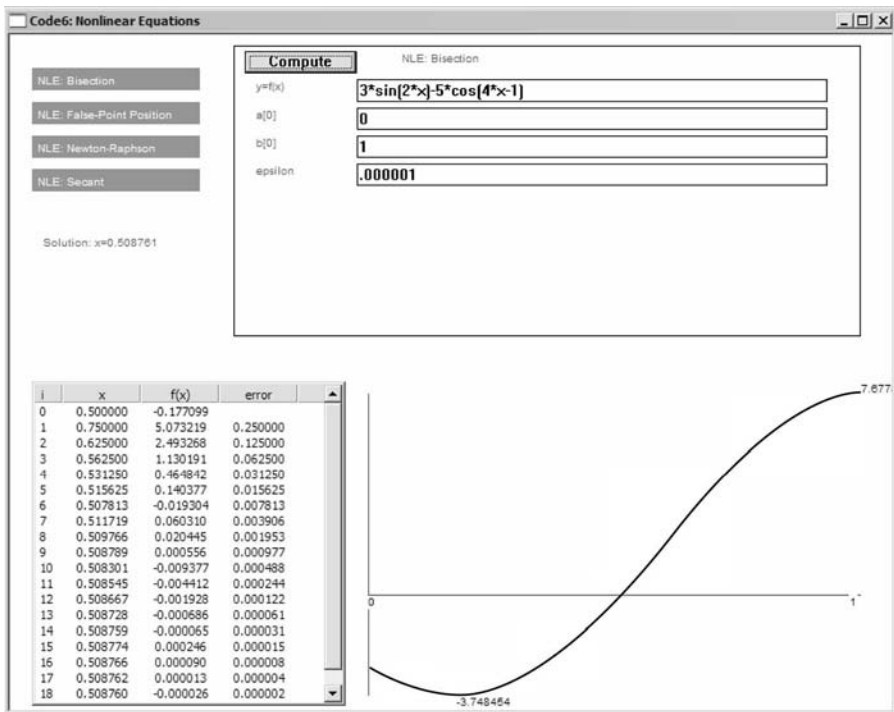 Code6: Nonlinear Equations
NLE: Bisection
NLE: False-Point Position
NLE: Newton-Raphson
NLE: Secant
Solution: x=0.508761
Compute NLE: Bisection
y=f(x) 3*sin(2*x)-5*cos(4*x-1)
a[0] 0
b[0] 1
epsilon .000001
i x f(x) error
0 0.500000 -0.177099
1 0.750000 5.073219 0.250000
2 0.625000 2.493268 0.125000
3 0.562500 1.130191 0.062500
4 0.531250 0.464842 0.031250
5 0.515625 0.140377 0.015625
6 0.507813 -0.019304 0.007813
7 0.511719 0.060310 0.003906
8 0.509766 0.020445 0.001953
9 0.508789 0.000556 0.000977
10 0.508301 -0.009377 0.000488
11 0.508545 -0.004412 0.000244
12 0.508667 -0.001928 0.000122
13 0.508728 -0.000686 0.000061
14 0.508759 -0.000065 0.000031
15 0.508774 0.000246 0.000015
16 0.508766 0.000090 0.000008
17 0.508762 0.000013 0.000004
18 0.508760 -0.000026 0.000002
7.677
0
1
-3.748454